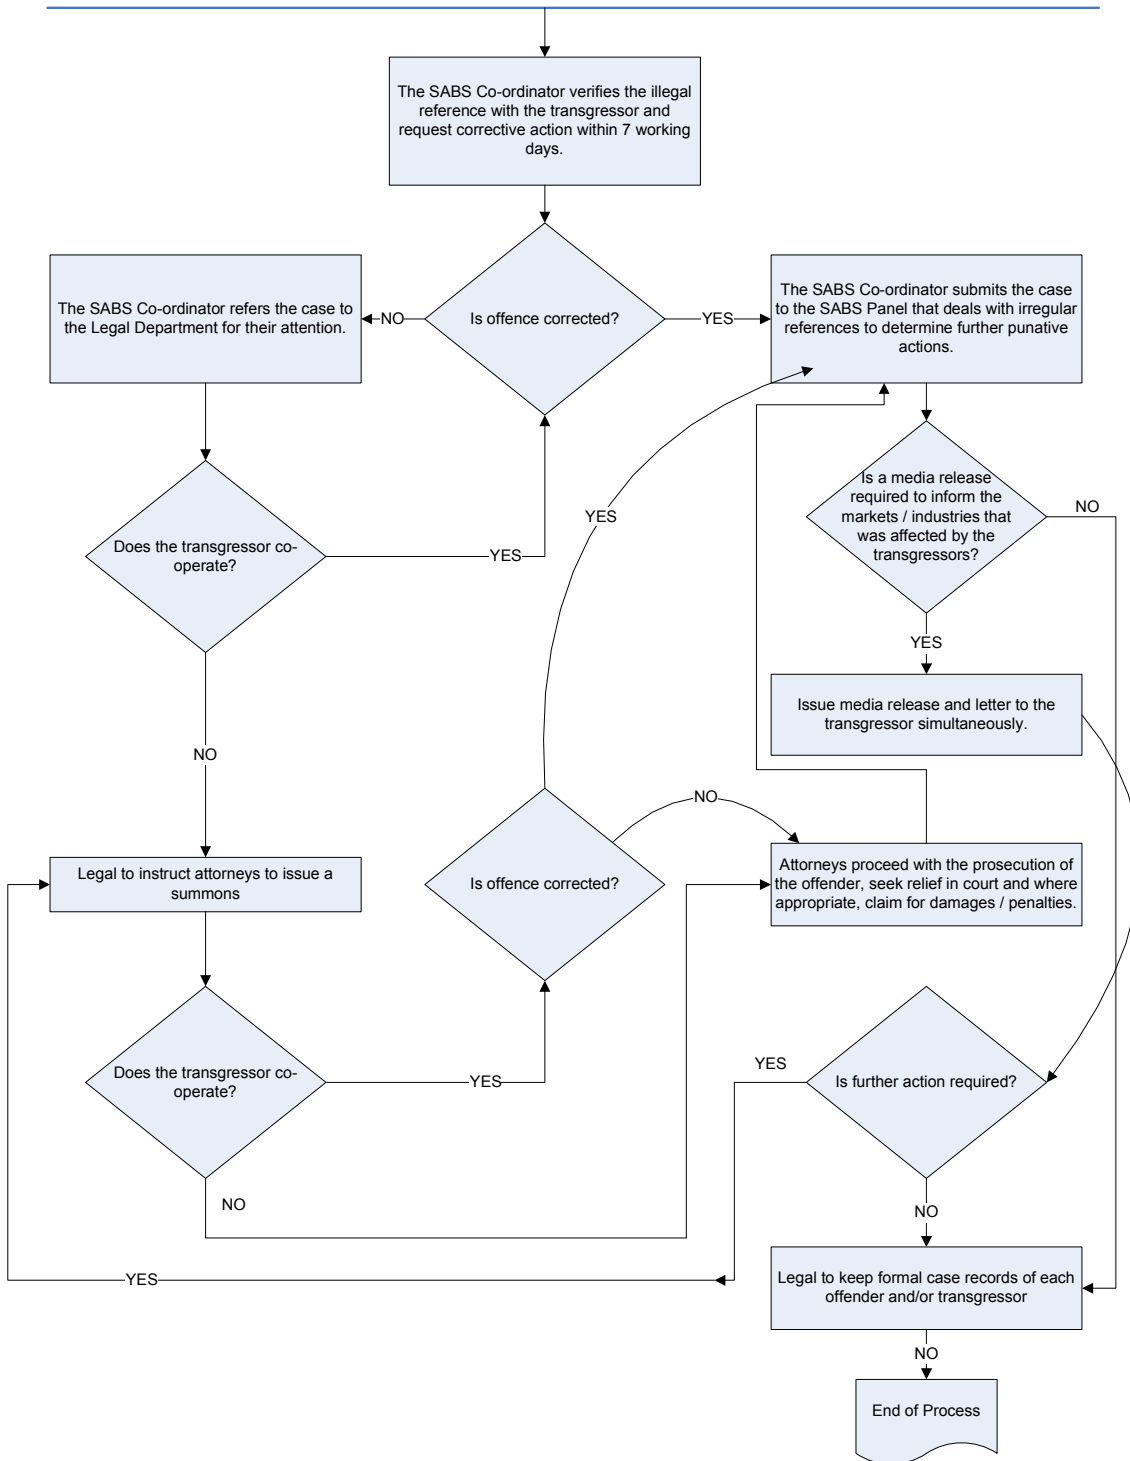 The SABS Co-ordinator verifies the illegal
reference with the transgressor and
request corrective action within 7 working
days.
The SABS Co-ordinator refers the case to
the Legal Department for their attention.
NO
Is offence corrected?
YES
The SABS Co-ordinator submits the case
to the SABS Panel that deals with irregular
references to determine further punative
actions.
Is a media release
required to inform the
markets / industries that
was affected by the
transgressors?
NO
YES
Does the transgressor co-
operate?
YES
YES
Issue media release and letter to the
transgressor simultaneously.
NO
NO
Legal to instruct attorneys to issue a
summons
Is offence corrected?
Attorneys proceed with the prosecution of
the offender, seek relief in court and where
appropriate, claim for damages / penalties.
Does the transgressor co-
operate?
YES
YES
Is further action required?
NO
NO
YES
Legal to keep formal case records of each
offender and/or transgressor
NO
End of Process